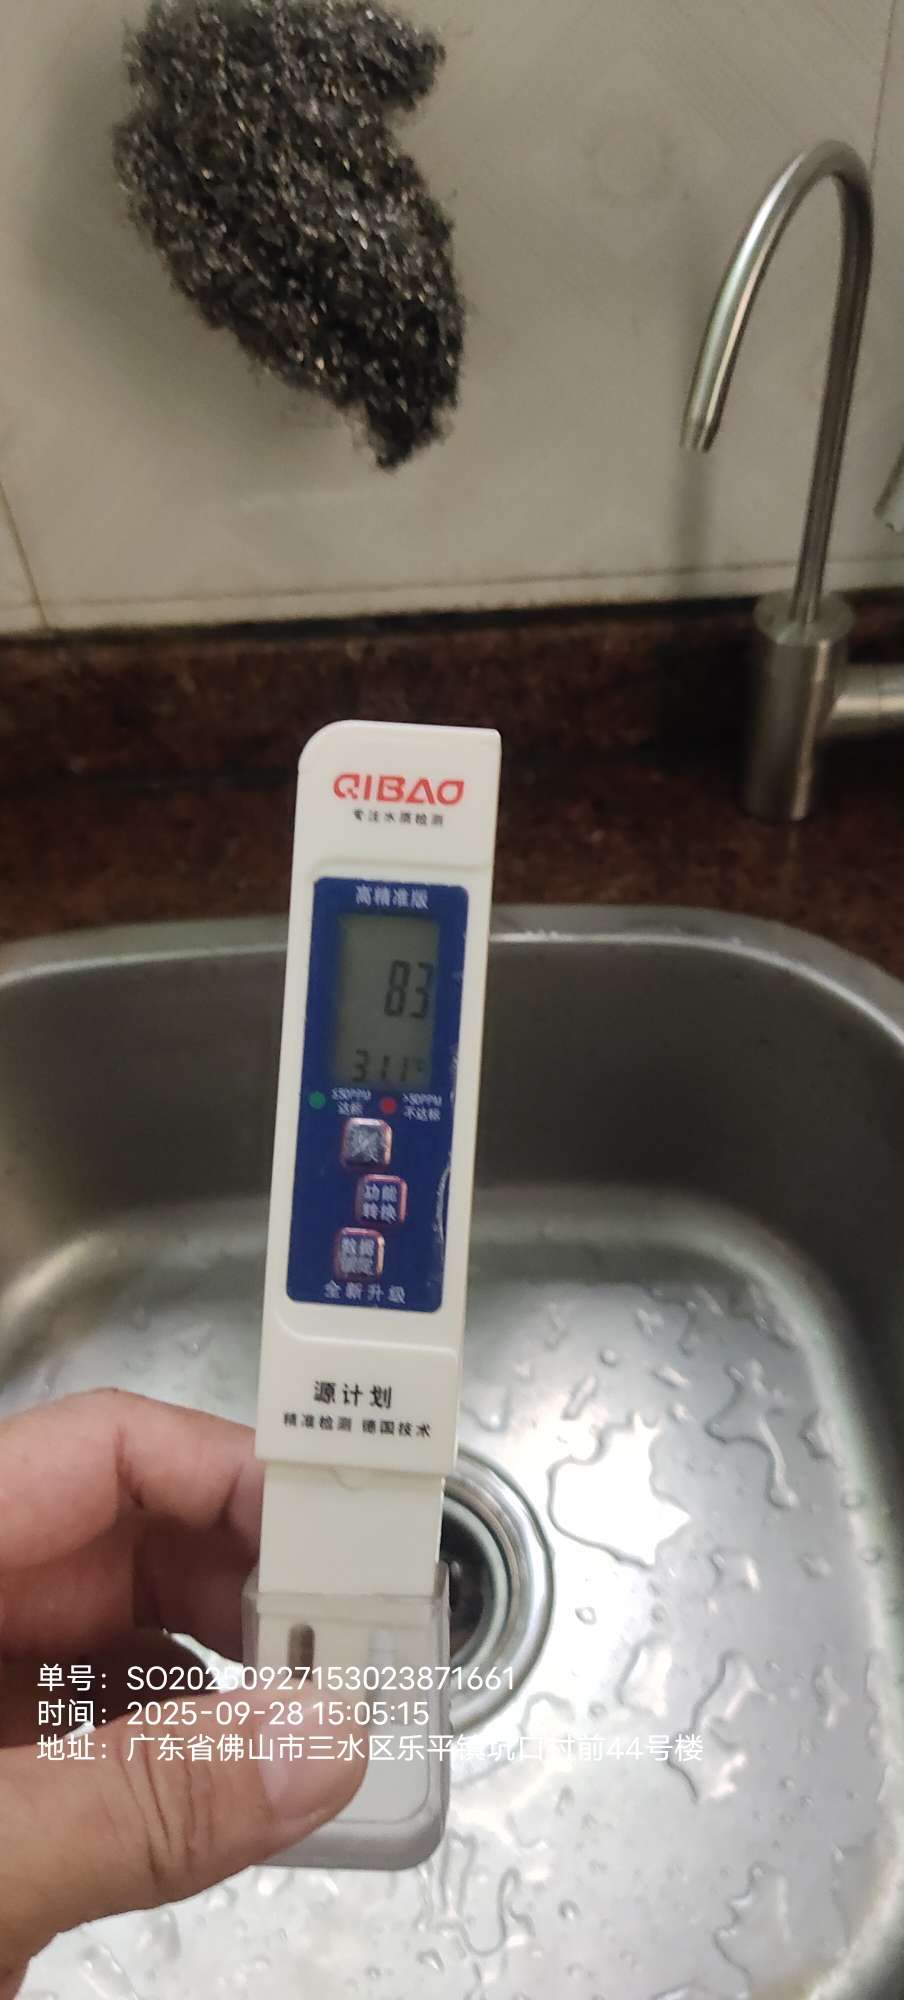 QIBAO
专注水质检测
高精准版
83
31.1℃
≤50PPM
达标
>50PPM
不达标
功能
转换
数据
锁定
全新升级
源计划
精准检测 德国技术
单号：SO20250927153023871661
时间：2025-09-28 15:05:15
地址：广东省佛山市三水区乐平镇坑口村前44号楼